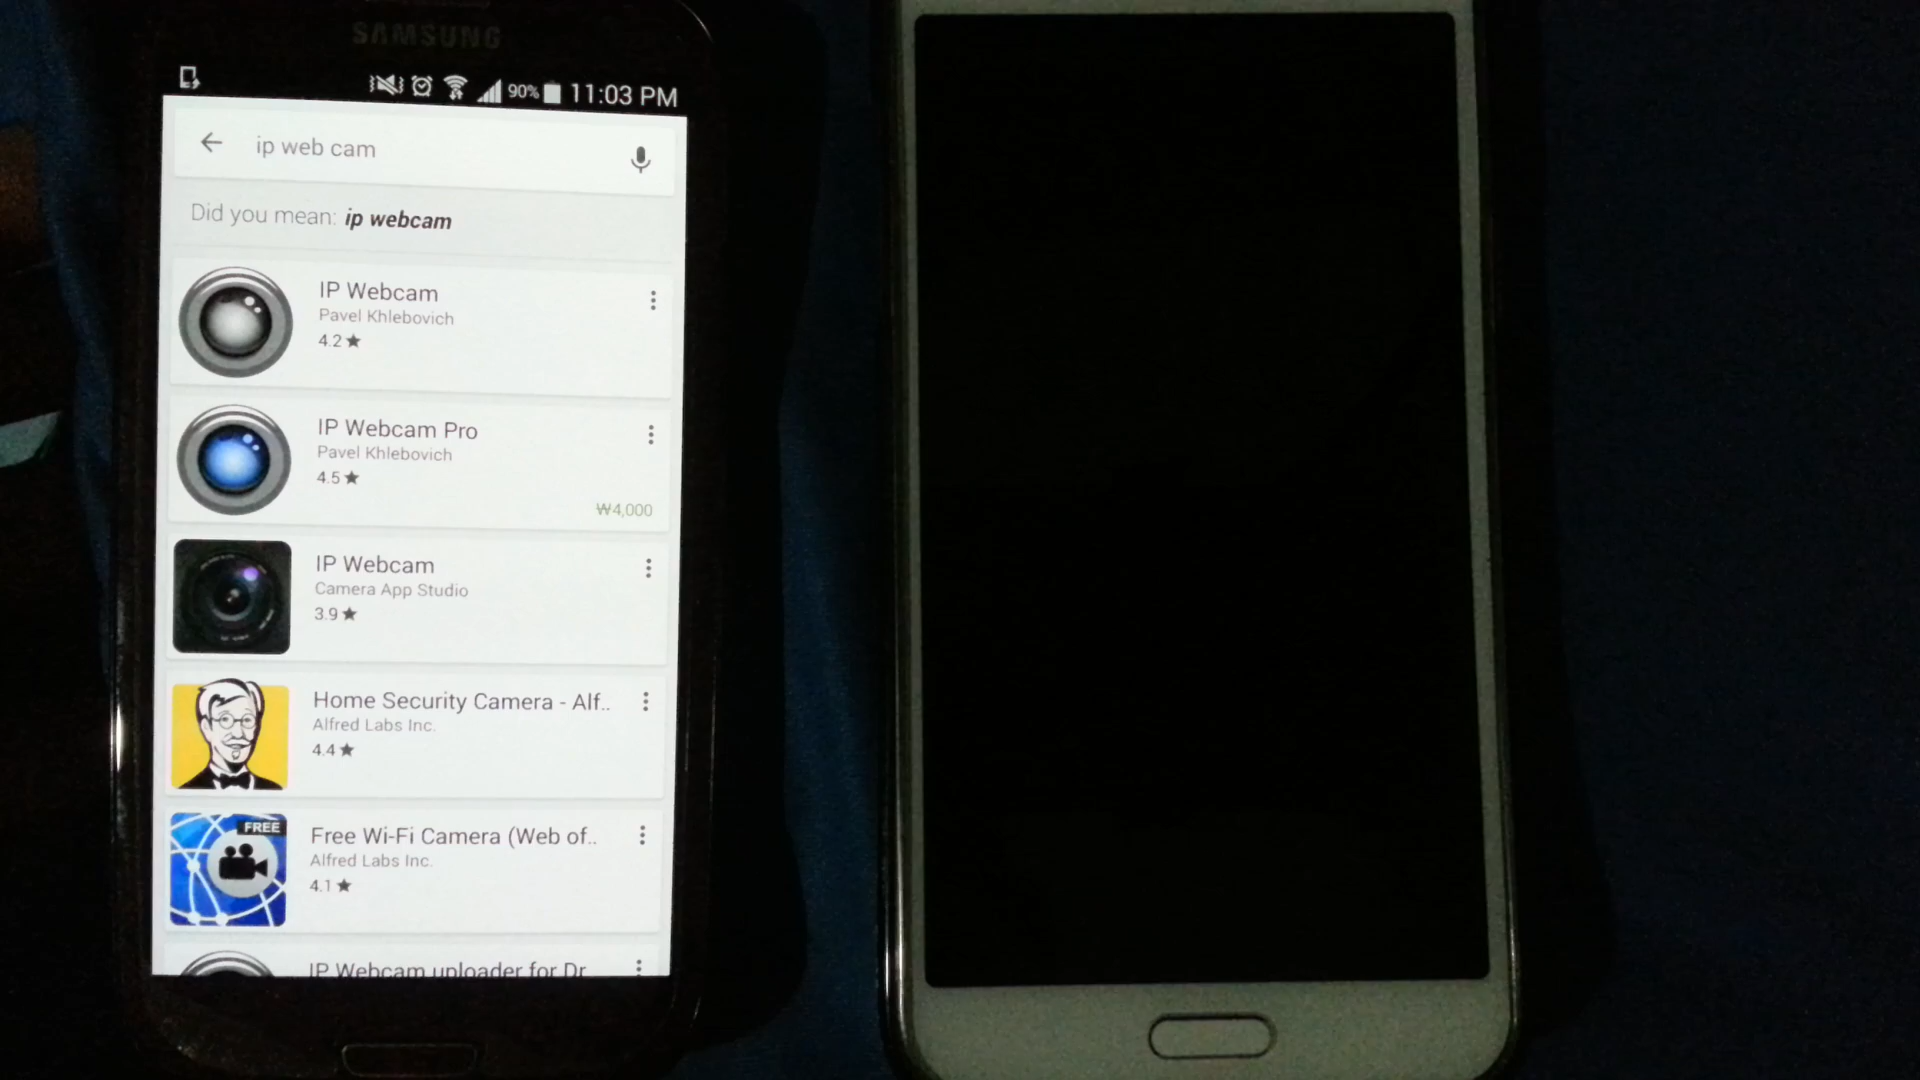 SAMSUNG
90% 11:03 PM
ip web cam
Did you mean: ip webcam
IP Webcam
Pavel Khlebovich
4.2★
IP Webcam Pro
Pavel Khlebovich
4.5★
₩4,000
IP Webcam
Camera App Studio
3.9★
Home Security Camera - Alf..
Alfred Labs Inc.
4.4★
FREE
Free Wi-Fi Camera (Web of..
Alfred Labs Inc.
4.1★
IP Webcam uploader for Dr